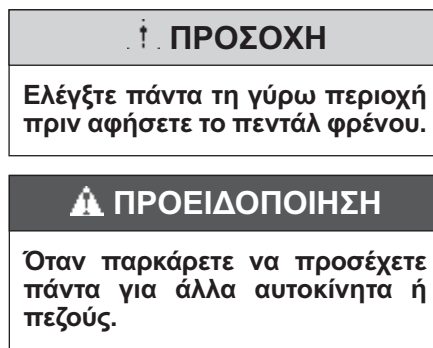 ΠΡΟΣΟΧΗ
Ελέγξτε πάντα τη γύρω περιοχή
πριν αφήσετε το πεντάλ φρένου.
ΠΡΟΕΙΔΟΠΟΙΗΣΗ
Όταν παρκάρετε να προσέχετε
πάντα για άλλα αυτοκίνητα ή
πεζούς.